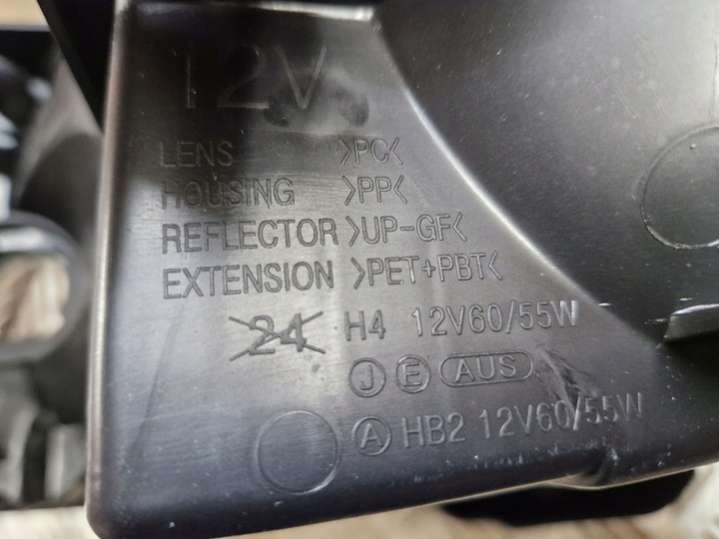 12V
LENS >PC<
HOUSING >PP<
REFLECTOR >UP-GF<
EXTENSION >PET+PBT<
24 H4 12V60/55W
J E AUS
A HB2 12V60/55W